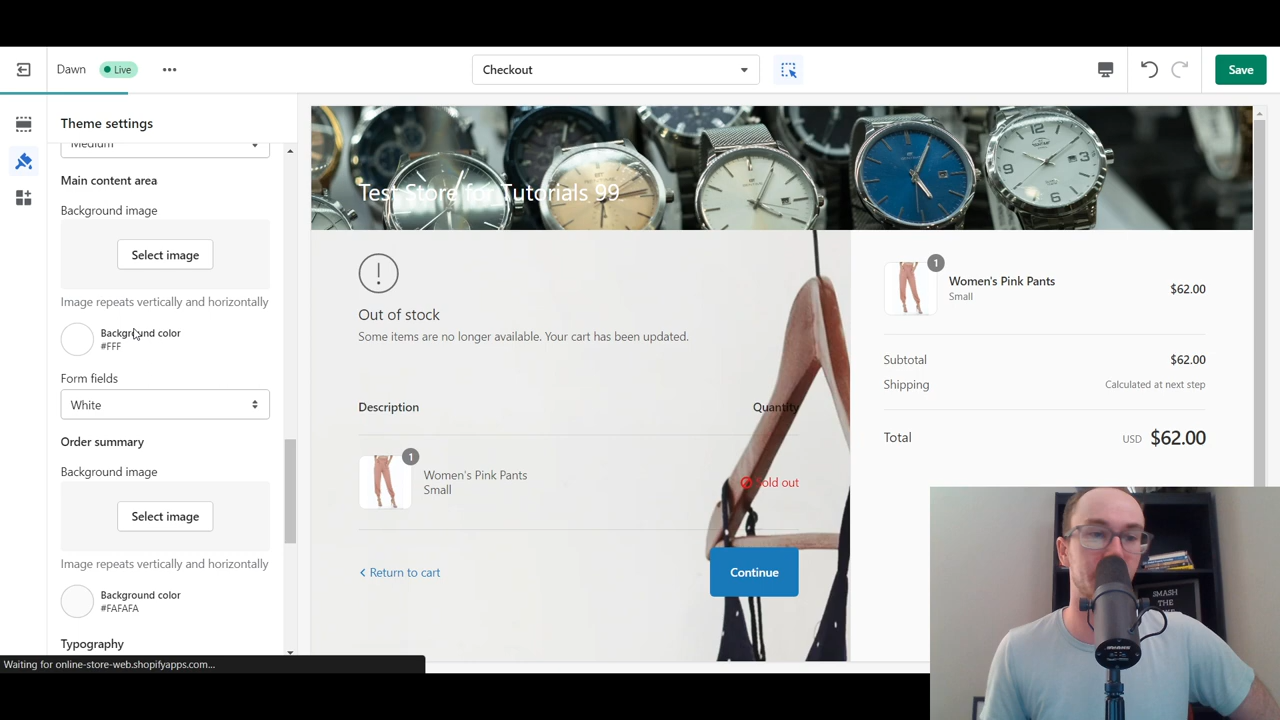 Dawn
Live
Checkout
Save
Theme settings
Medium
Main content area
Background image
Select image
Image repeats vertically and horizontally
Background color
#FFF
Form fields
White
Order summary
Background image
Select image
Image repeats vertically and horizontally
Background color
#FAFAFA
Typography
Waiting for online-store-web.shopifyapps.com...
Test Store for Tutorials 99
Out of stock
Some items are no longer available. Your cart has been updated.
Description Quantity
1
Women's Pink Pants
Small
Sold out
Return to cart
Continue
1
Women's Pink Pants
Small
$62.00
Subtotal $62.00
Shipping Calculated at next step
Total USD $62.00
SMASH
THE